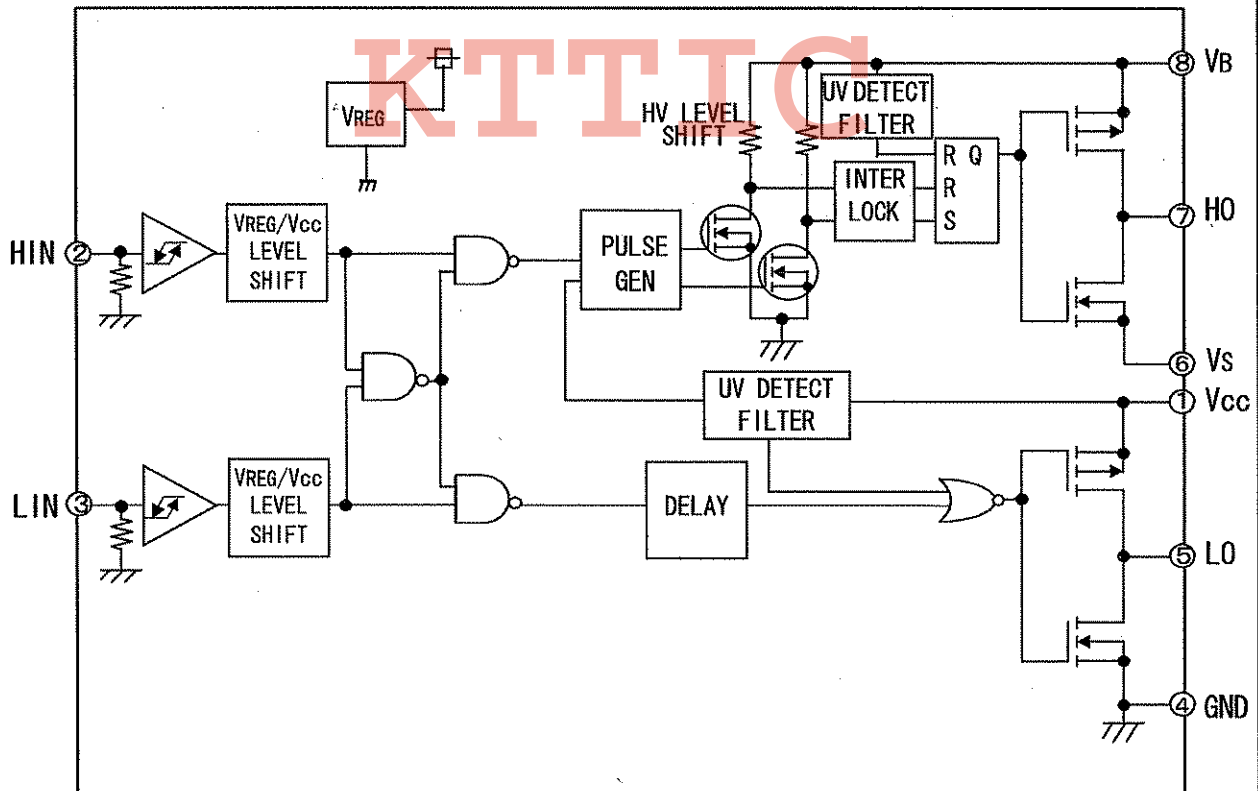 KTTIC
VREG
HV LEVEL
SHIFT
UV DETECT
FILTER
⑧ VB
R Q
R
S
INTER
LOCK
⑦ HO
HIN ②
VREG/Vcc
LEVEL
SHIFT
PULSE
GEN
⑥ VS
① Vcc
UV DETECT
FILTER
LIN ③
VREG/Vcc
LEVEL
SHIFT
DELAY
⑤ LO
④ GND